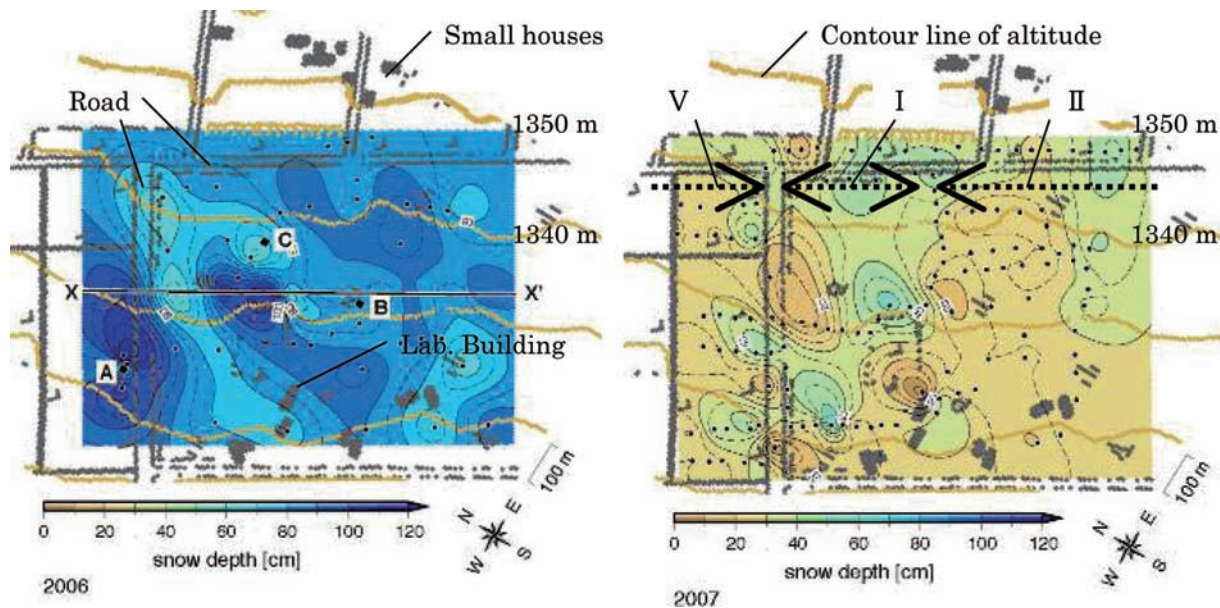 Small houses
Road
1350 m
1340 m
C
X
X'
B
A
Lab. Building
100 m
0 20 40 60 80 100 120
snow depth [cm]
N
E
W
S
2006
Contour line of altitude
V
I
II
1350 m
1340 m
100 m
0 20 40 60 80 100 120
snow depth [cm]
N
E
W
S
2007